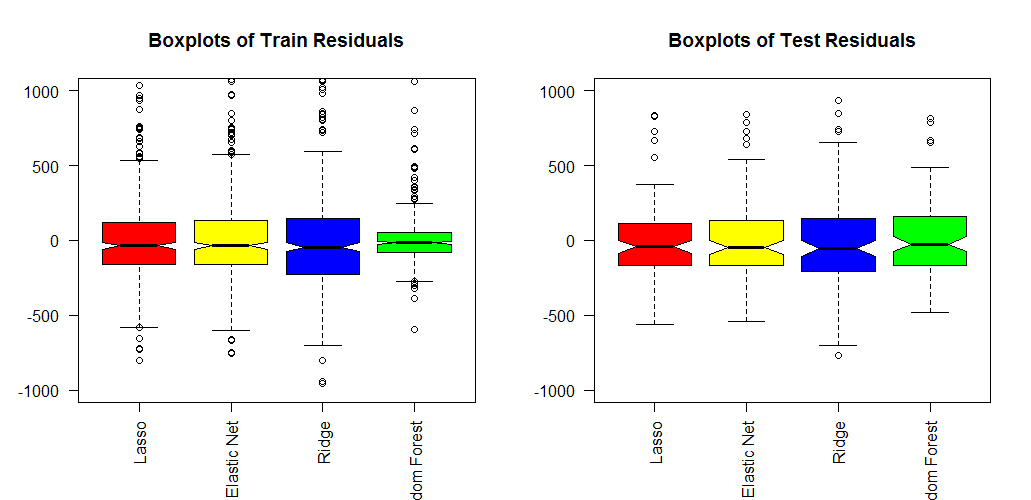 Boxplots of Train Residuals
1000
500
0
-500
-1000
Lasso
Elastic Net
Ridge
dom Forest
Boxplots of Test Residuals
1000
500
0
-500
-1000
Lasso
Elastic Net
Ridge
dom Forest